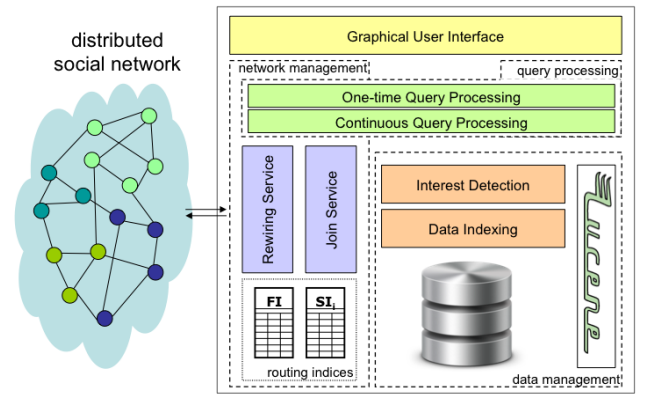 distributed
social network
Graphical User Interface
network management
query processing
One-time Query Processing
Continuous Query Processing
Rewiring Service
Join Service
Interest Detection
Data Indexing
Lucene
FI
SIi
routing indices
data management